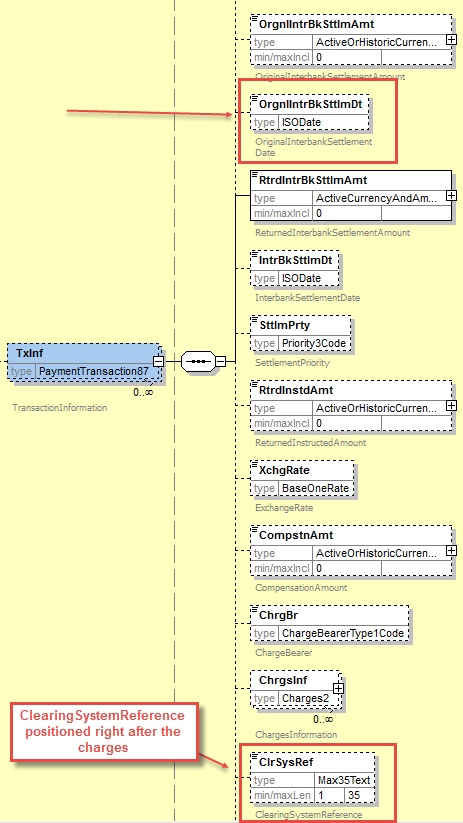 OrgnlIntrBkSttlmAmt
type ActiveOrHistoricCurren...
min/maxIncl 0
OriginalInterbankSettlementAmount
OrgnlIntrBkSttlmDt
type ISODate
OriginalInterbankSettlement
Date
RtrdIntrBkSttlmAmt
type ActiveCurrencyAndAm...
min/maxIncl 0
ReturnedInterbankSettlementAmount
IntrBkSttlmDt
type ISODate
InterbankSettlementDate
SttlmPrty
type Priority3Code
SettlementPriority
TxInf
type PaymentTransaction87
0..∞
TransactionInformation
RtrdInstdAmt
type ActiveOrHistoricCurren...
min/maxIncl 0
ReturnedInstructedAmount
XchgRate
type BaseOneRate
ExchangeRate
CompstnAmt
type ActiveOrHistoricCurren...
min/maxIncl 0
CompensationAmount
ChrgBr
type ChargeBearerType1Code
ChargeBearer
ChrgsInf
type Charges2
0..∞
ChargesInformation
ClearingSystemReference
positioned right after the
charges
ClrSysRef
type Max35Text
min/maxLen 1 35
ClearingSystemReference